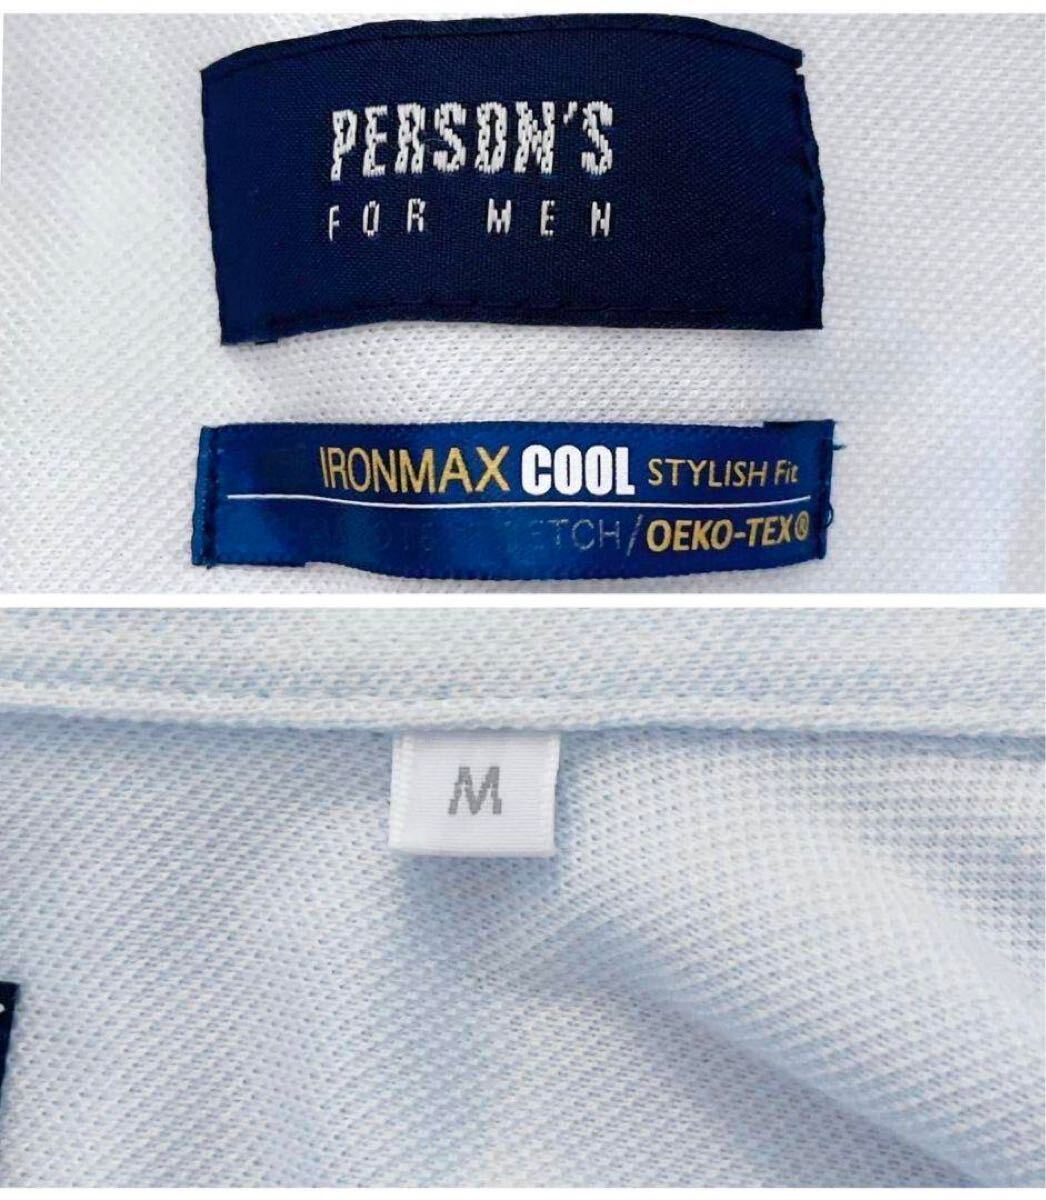 PERSON'S
FOR MEN
IRONMAX COOL STYLISH Fit
/OEKO-TEX®
M